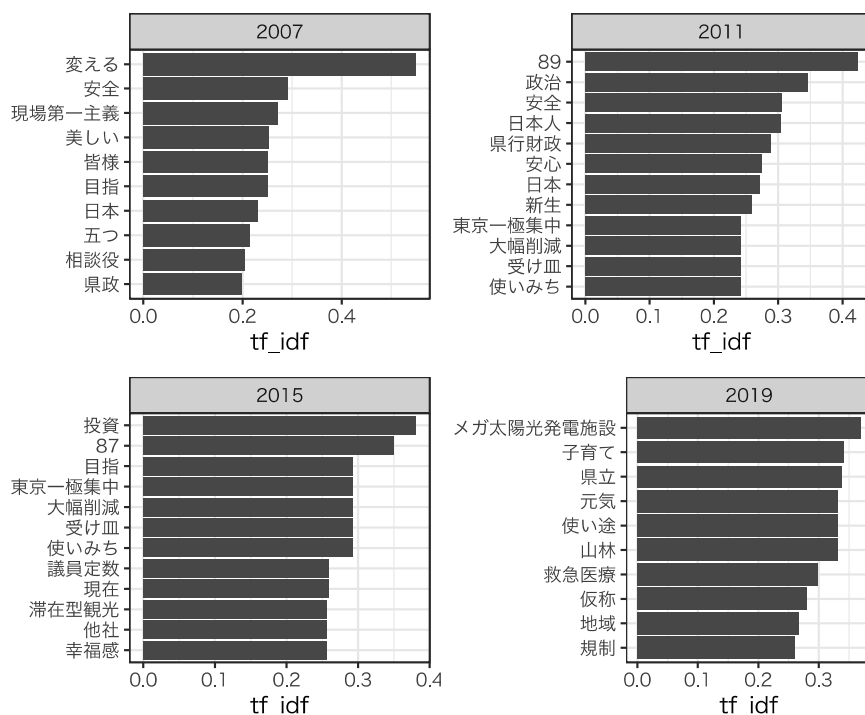 2007
変える
安全
現場第一主義
美しい
皆様
目指
日本
五つ
相談役
県政
0.0 0.2 0.4
tf_idf
2011
89
政治
安全
日本人
県行財政
安心
日本
新生
東京一極集中
大幅削減
受け皿
使いみち
0.0 0.1 0.2 0.3 0.4
tf_idf
2015
投資
87
目指
東京一極集中
大幅削減
受け皿
使いみち
議員定数
現在
滞在型観光
他社
幸福感
0.0 0.1 0.2 0.3 0.4
tf_idf
2019
メガ太陽光発電施設
子育て
県立
元気
使い途
山林
救急医療
仮称
地域
規制
0.0 0.1 0.2 0.3
tf_idf